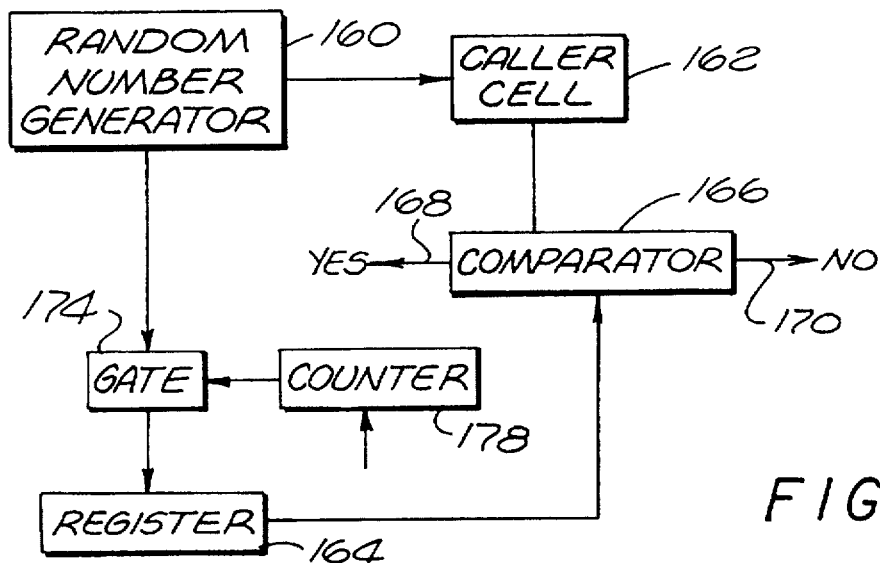 RANDOM
NUMBER
GENERATOR
160
CALLER
CELL
162
166
168
YES
COMPARATOR
NO
170
174
GATE
COUNTER
178
REGISTER
164
FIG